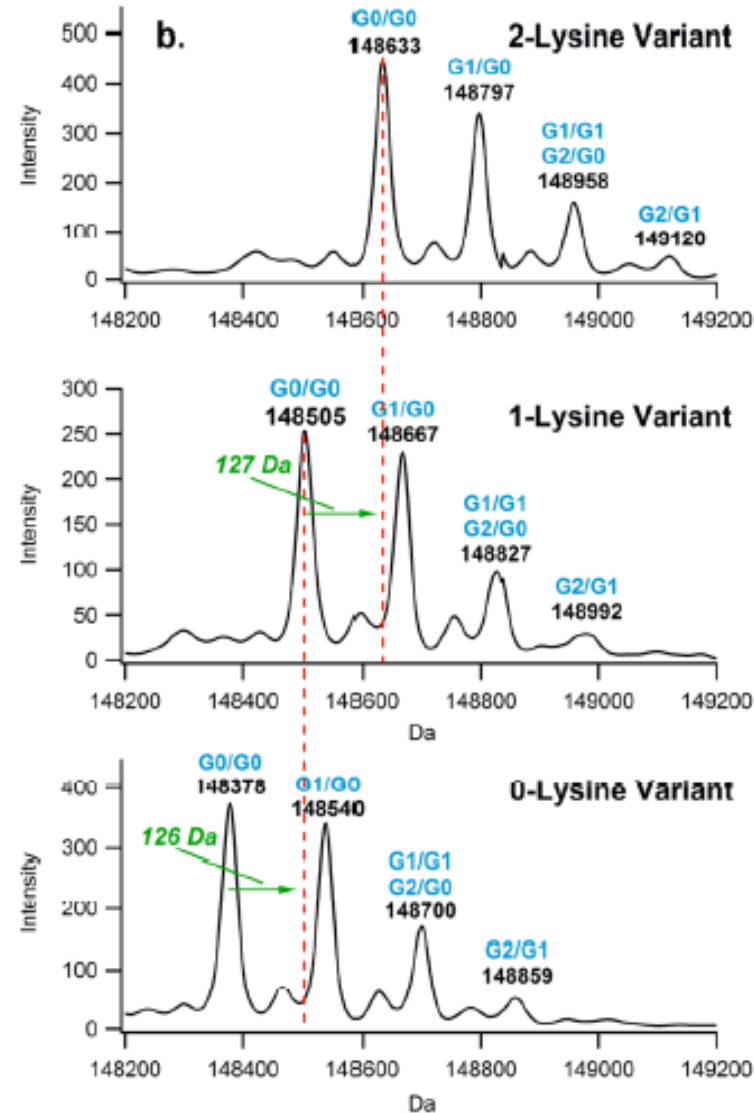 b.
2-Lysine Variant
G0/G0
148633
G1/G0
148797
G1/G1
G2/G0
148958
G2/G1
149120
Intensity
500
400
300
200
100
0
148200 148400 148600 148800 149000 149200
1-Lysine Variant
G0/G0
148505
G1/G0
148667
127 Da
G1/G1
G2/G0
148827
G2/G1
148992
Intensity
300
250
200
150
100
50
0
148200 148400 148600 148800 149000 149200
Da
0-Lysine Variant
G0/G0
148378
G1/G0
148540
126 Da
G1/G1
G2/G0
148700
G2/G1
148859
Intensity
400
300
200
100
0
148200 148400 148600 148800 149000 149200
Da